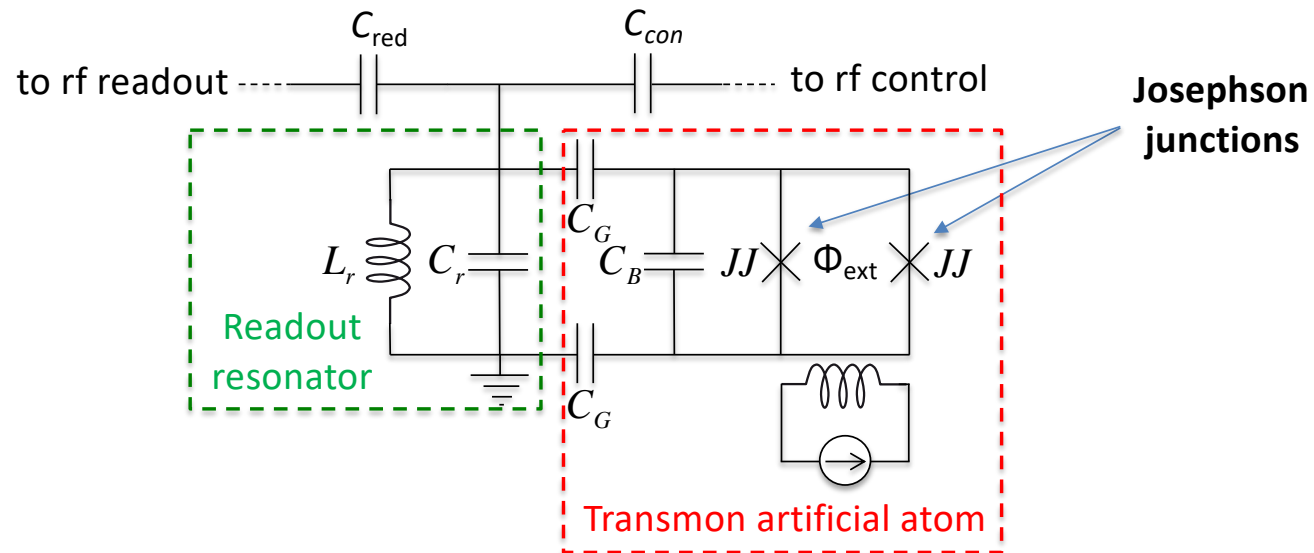 C_red
C_con
to rf readout
to rf control
Josephson
junctions
C_G
L_r
C_r
C_B
JJ
Φ_ext
JJ
Readout
resonator
C_G
Transmon artificial atom